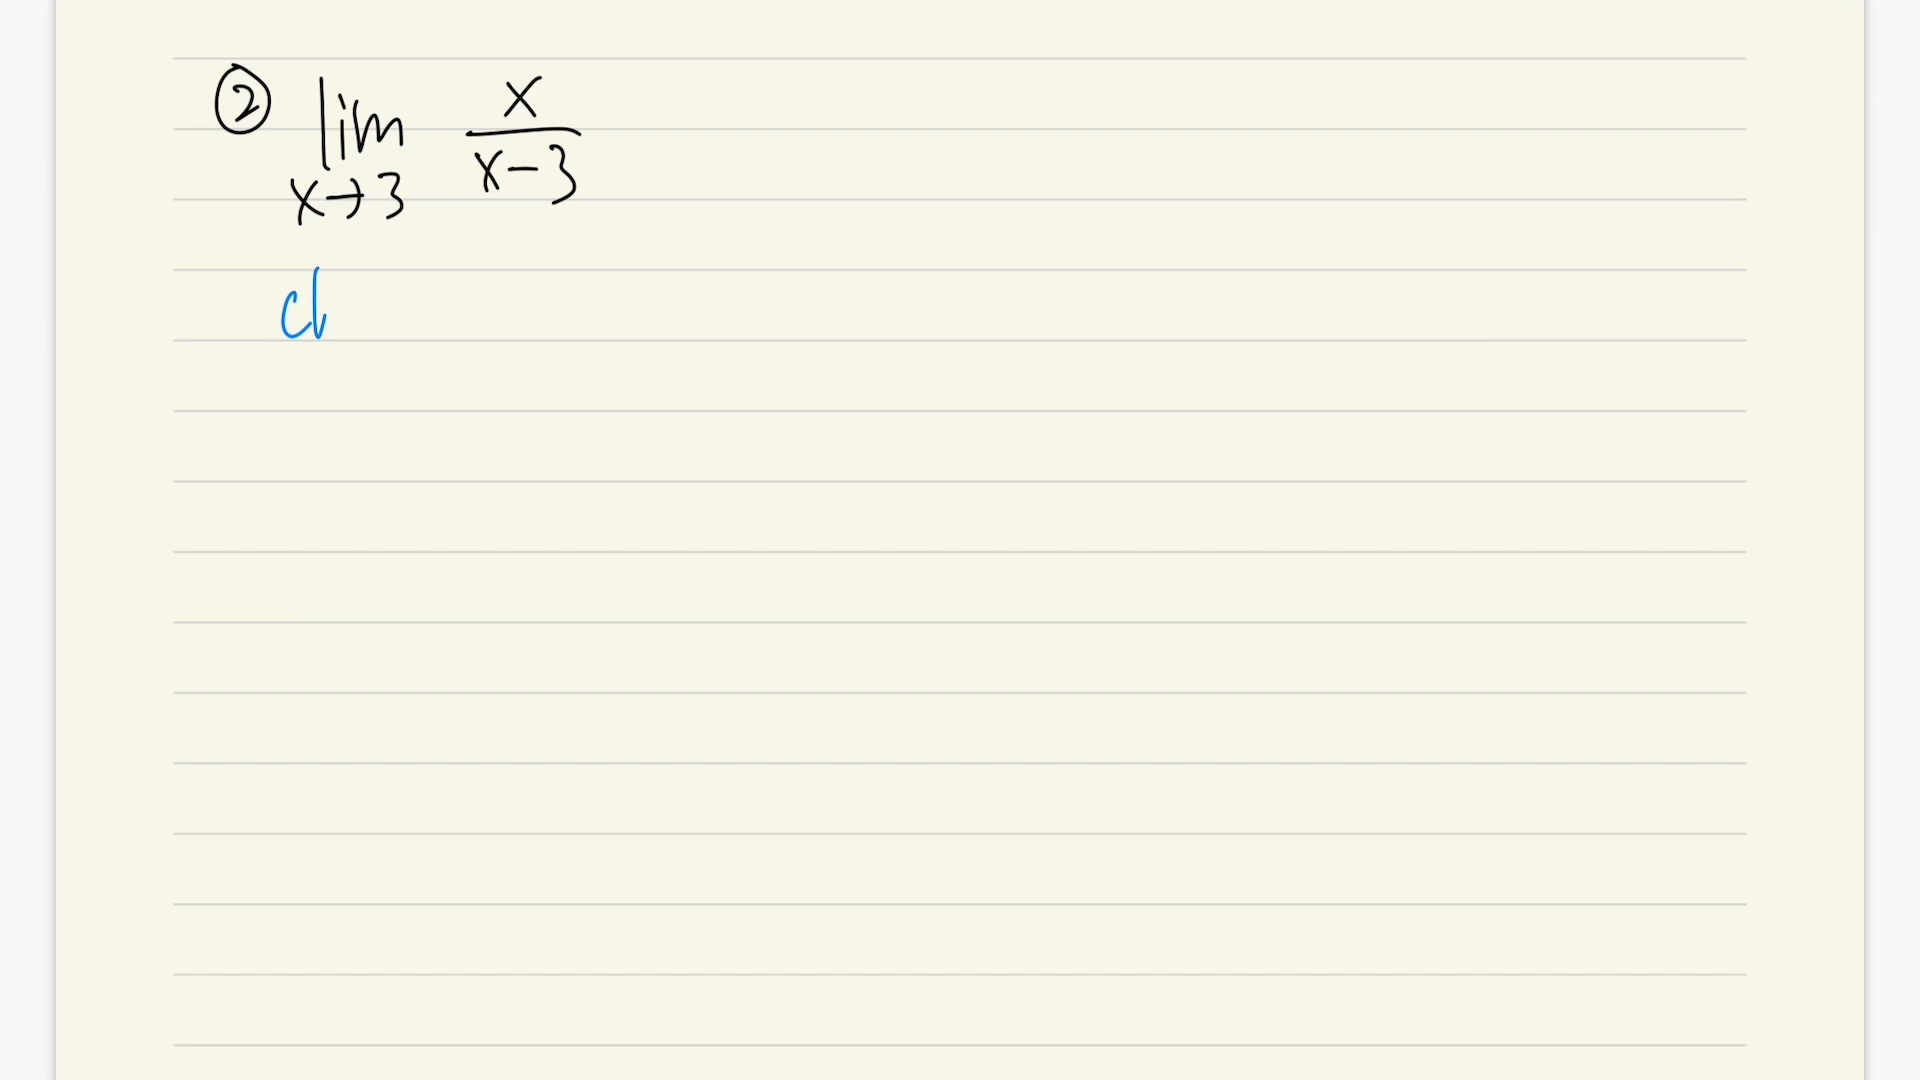 ② lim x→3 x/(x-3)
d